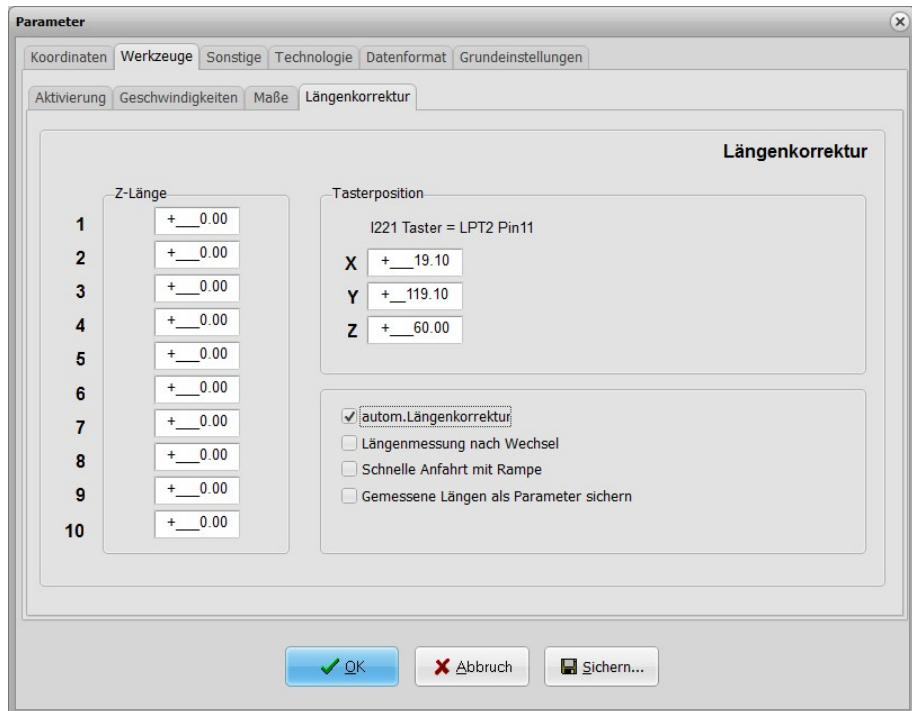 Parameter
Koordinaten Werkzeuge Sonstige Technologie Datenformat Grundeinstellungen
Aktivierung Geschwindigkeiten Maße Längenkorrektur
Längenkorrektur
Z-Länge
1 +___0.00
2 +___0.00
3 +___0.00
4 +___0.00
5 +___0.00
6 +___0.00
7 +___0.00
8 +___0.00
9 +___0.00
10 +___0.00
Tasterposition
I221 Taster = LPT2 Pin11
X +___19.10
Y +__119.10
Z +___60.00
autom.Längenkorrektur
Längenmessung nach Wechsel
Schnelle Anfahrt mit Rampe
Gemessene Längen als Parameter sichern
OK Abbruch Sichern...